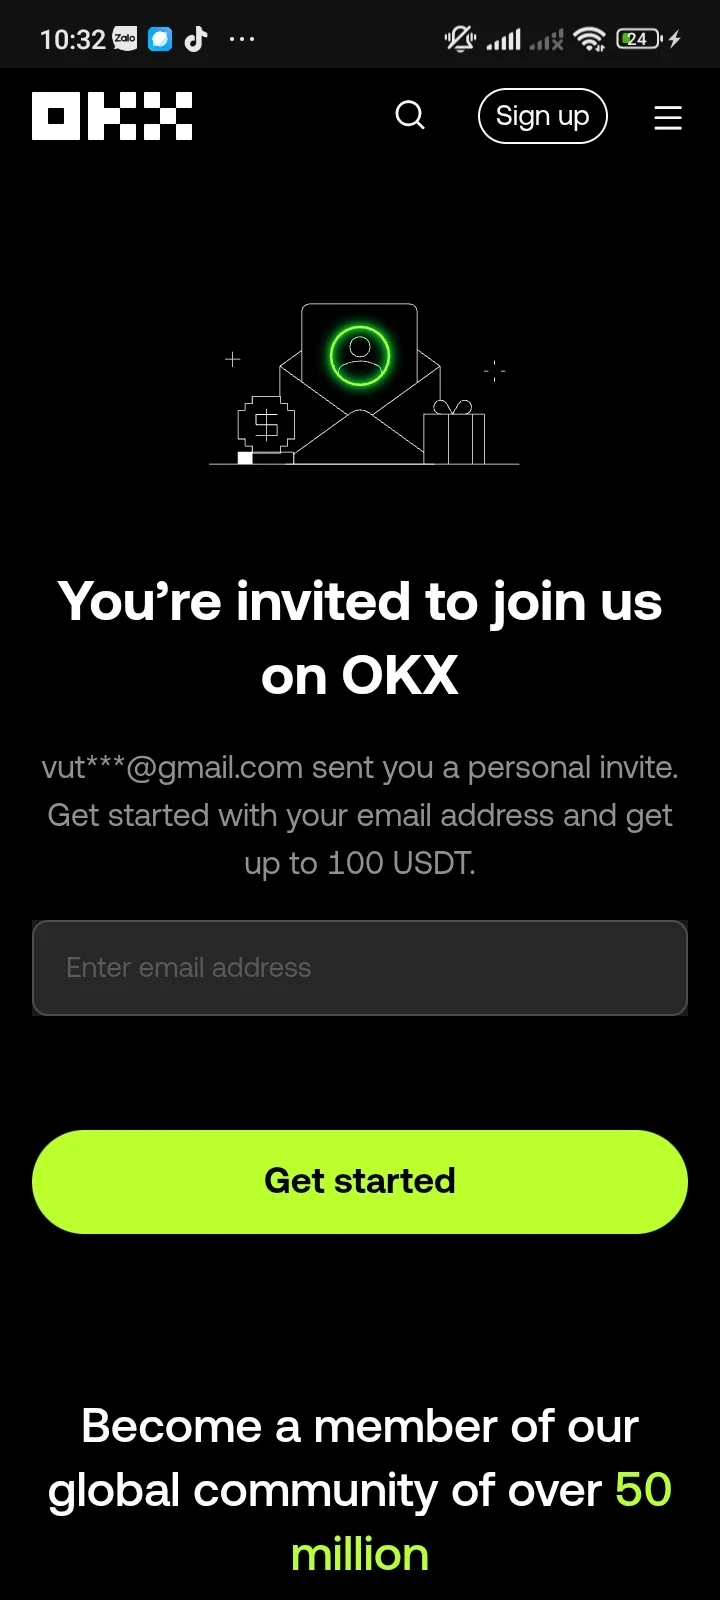 10:32 Zalo ... 24
OKX Sign up
$
You’re invited to join us
on OKX
vut***@gmail.com sent you a personal invite.
Get started with your email address and get
up to 100 USDT.
Enter email address
Get started
Become a member of our
global community of over 50
million